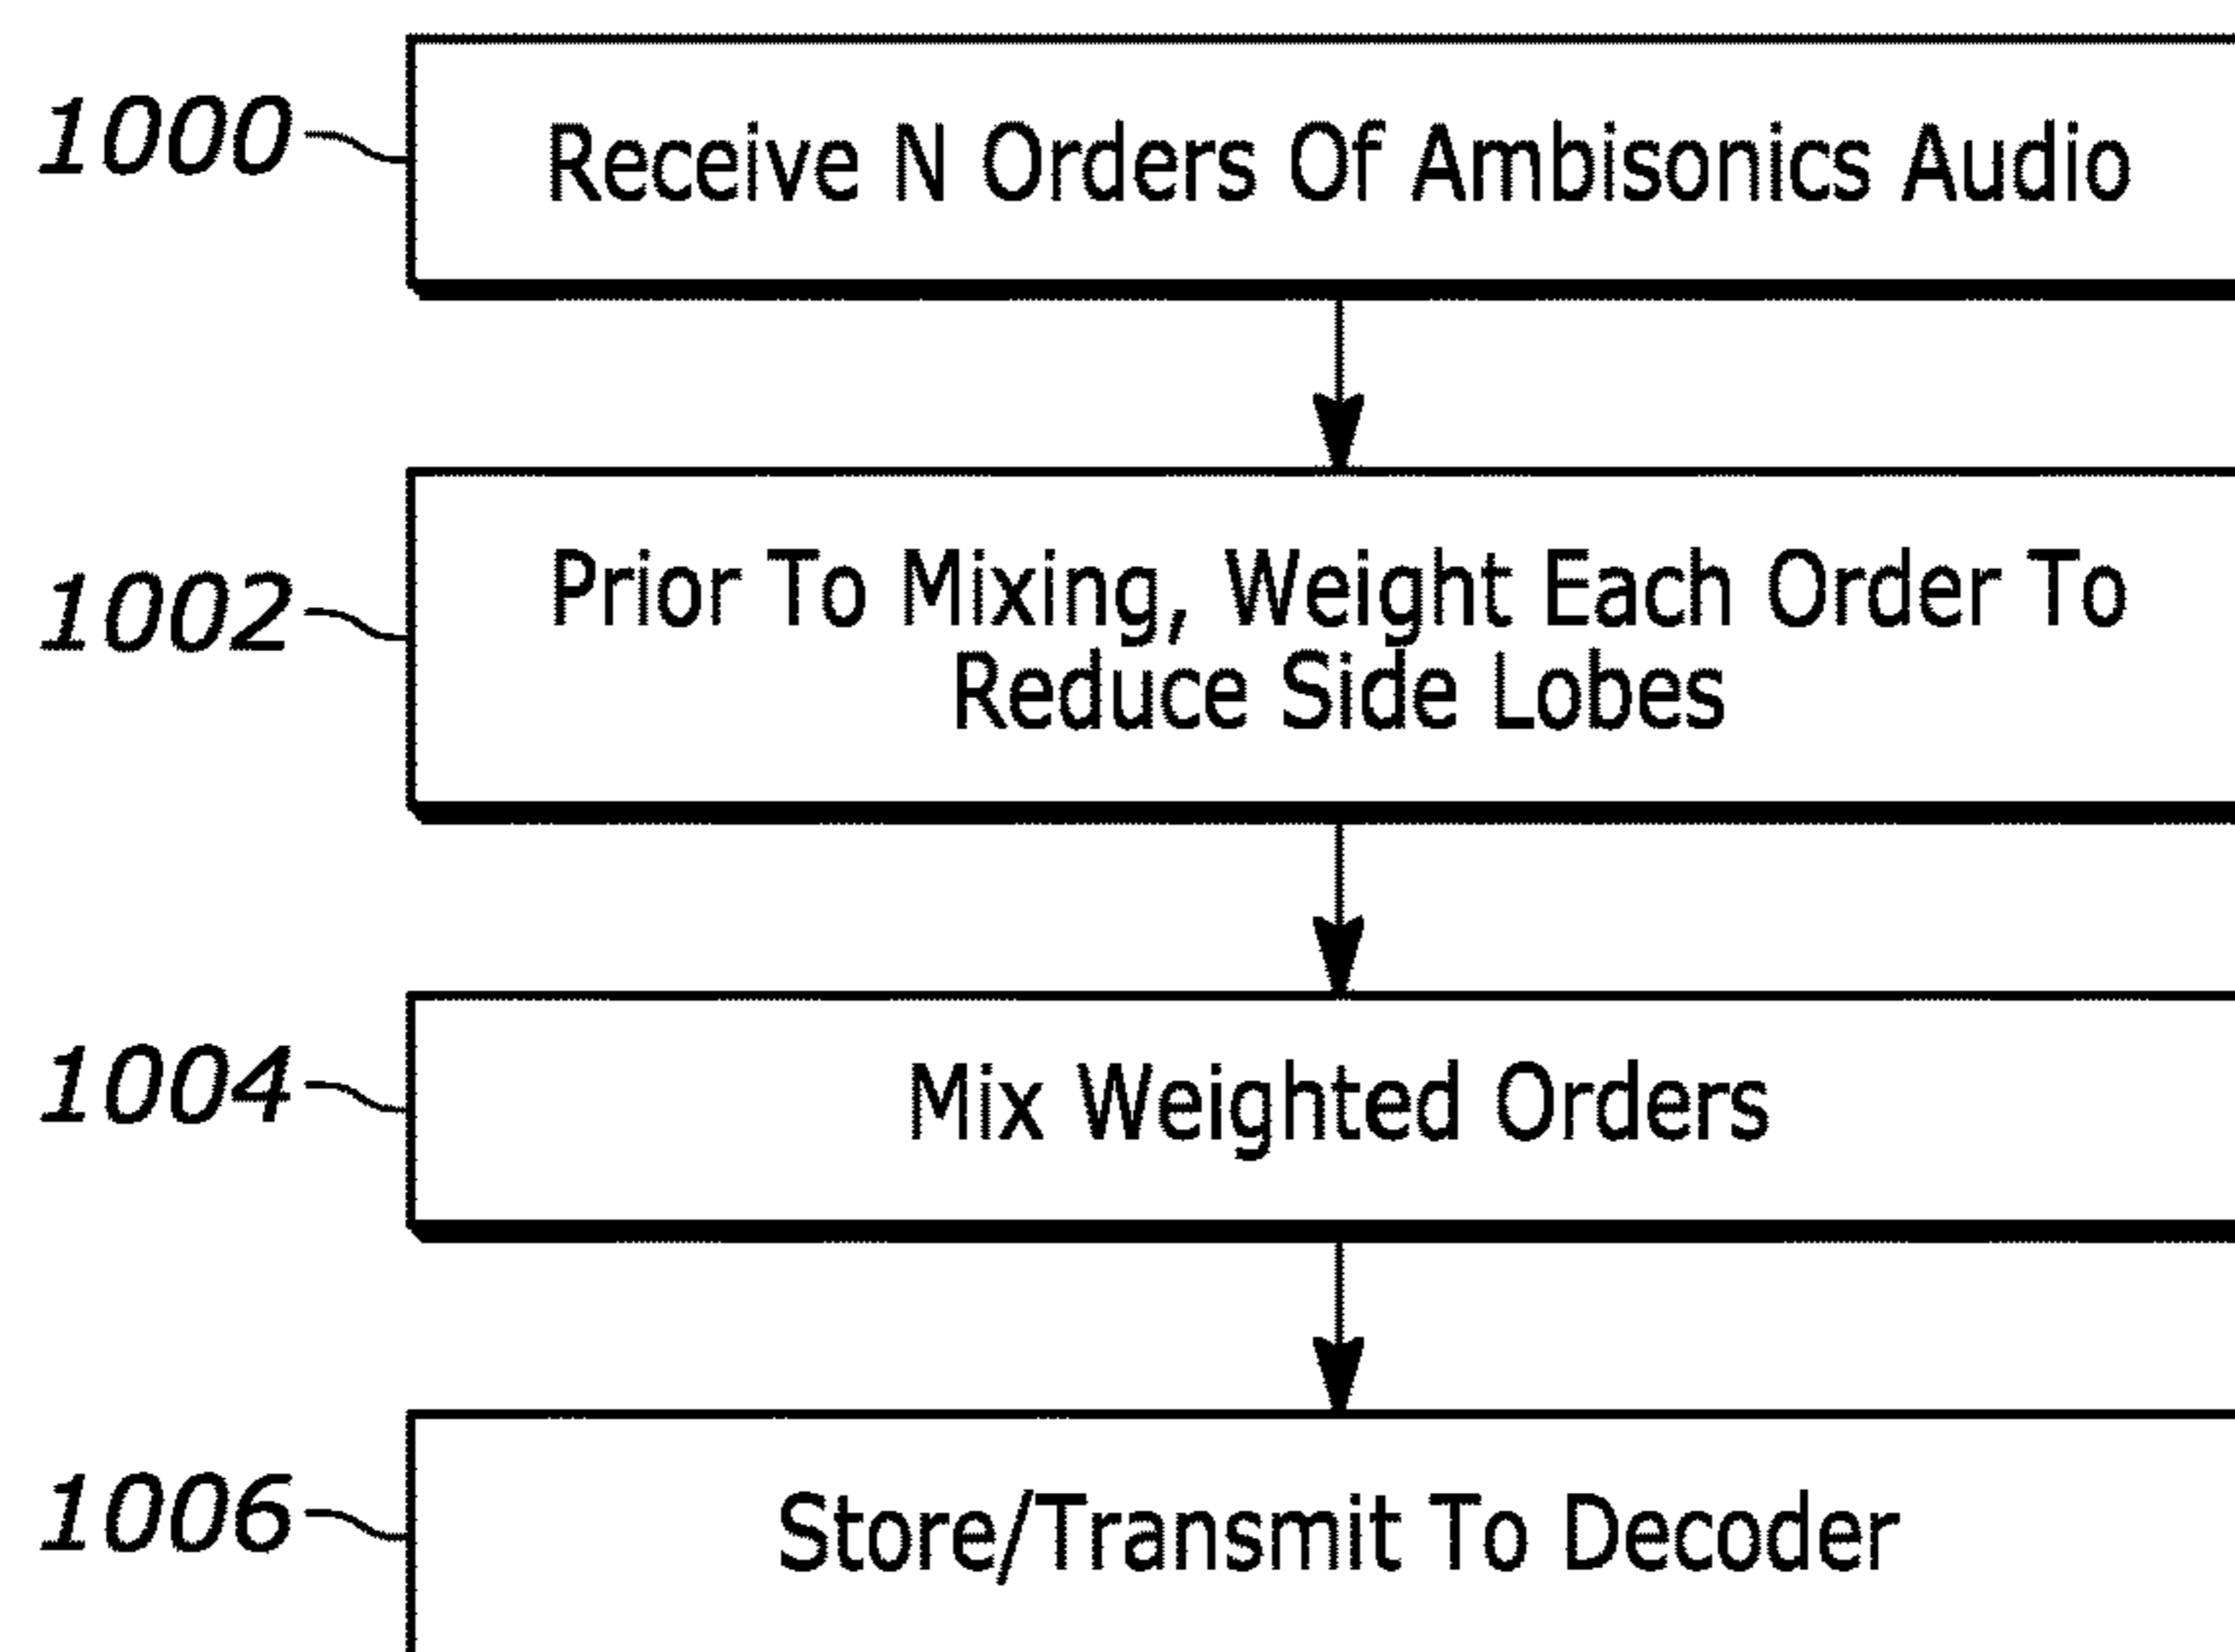 1000
Receive N Orders Of Ambisonics Audio
1002
Prior To Mixing, Weight Each Order To
Reduce Side Lobes
1004
Mix Weighted Orders
1006
Store/Transmit To Decoder